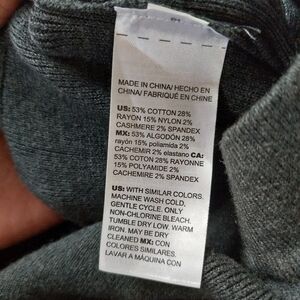 MADE IN CHINA/ HECHO EN
CHINA/ FABRIQUÉ EN CHINE
US: 53% COTTON 28%
RAYON 15% NYLON 2%
CASHMERE 2% SPANDEX
MX: 53% ALGODÓN 28%
rayón 15% poliamida 2%
CACHEMIR 2% elastano CA:
53% COTON 28% RAYONNE
15% POLYAMIDE 2%
CACHEMIRE 2% SPANDEX
US: WITH SIMILAR COLORS.
MACHINE WASH COLD,
GENTLE CYCLE. ONLY
NON-CHLORINE BLEACH.
TUMBLE DRY LOW. WARM
IRON. MAY BE DRY
CLEANED MX: CON
COLORES SIMILARES.
LAVAR A MÁQUINA CON